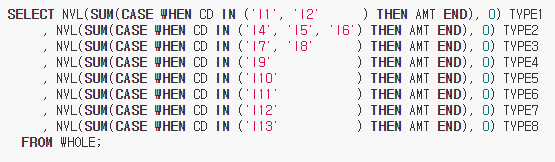 SELECT NVL(SUM(CASE WHEN CD IN ('I1', 'I2'      ) THEN AMT END), 0) TYPE1
     , NVL(SUM(CASE WHEN CD IN ('I4', 'I5', 'I6') THEN AMT END), 0) TYPE2
     , NVL(SUM(CASE WHEN CD IN ('I7', 'I8'      ) THEN AMT END), 0) TYPE3
     , NVL(SUM(CASE WHEN CD IN ('I9'            ) THEN AMT END), 0) TYPE4
     , NVL(SUM(CASE WHEN CD IN ('I10'           ) THEN AMT END), 0) TYPE5
     , NVL(SUM(CASE WHEN CD IN ('I11'           ) THEN AMT END), 0) TYPE6
     , NVL(SUM(CASE WHEN CD IN ('I12'           ) THEN AMT END), 0) TYPE7
     , NVL(SUM(CASE WHEN CD IN ('I13'           ) THEN AMT END), 0) TYPE8
  FROM WHOLE;